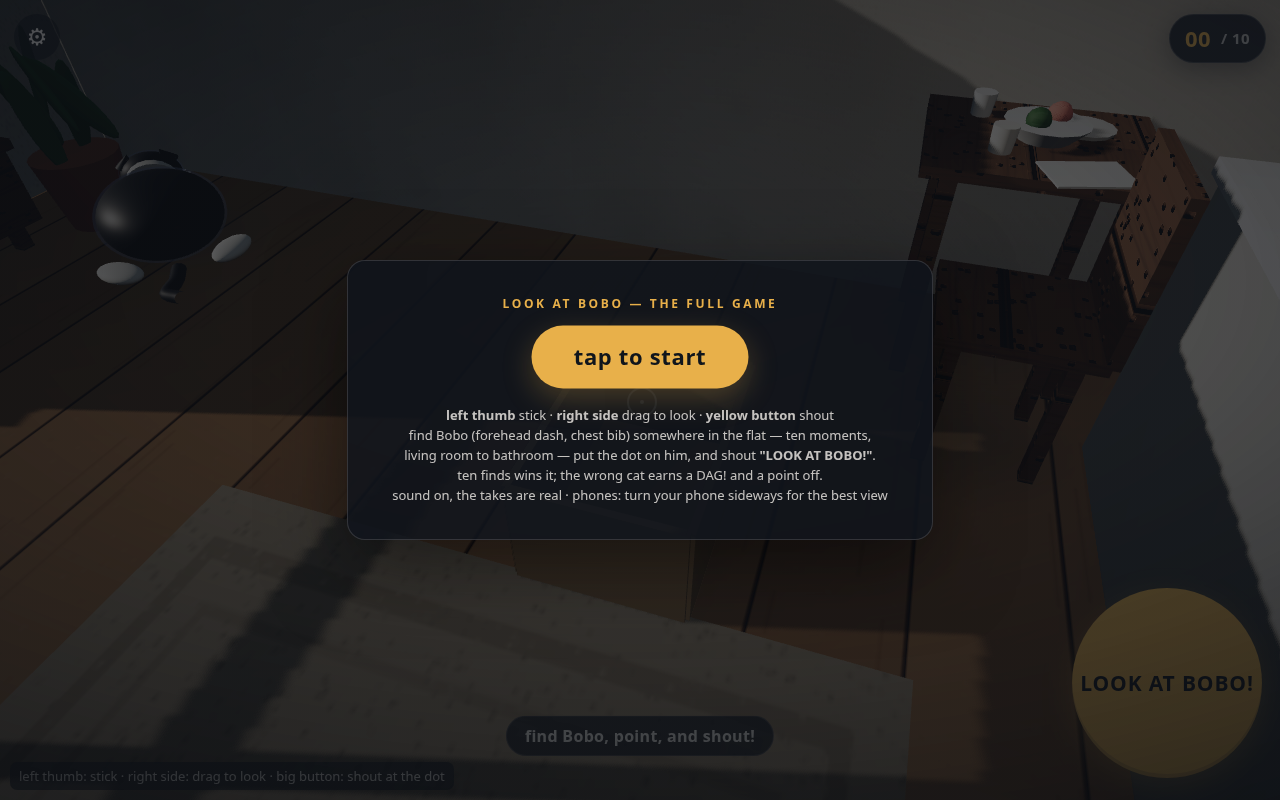 00 / 10
LOOK AT BOBO — THE FULL GAME
tap to start
left thumb stick · right side drag to look · yellow button shout
find Bobo (forehead dash, chest bib) somewhere in the flat — ten moments,
living room to bathroom — put the dot on him, and shout "LOOK AT BOBO!".
ten finds wins it; the wrong cat earns a DAG! and a point off.
sound on, the takes are real · phones: turn your phone sideways for the best view
LOOK AT BOBO!
find Bobo, point, and shout!
left thumb: stick · right side: drag to look · big button: shout at the dot